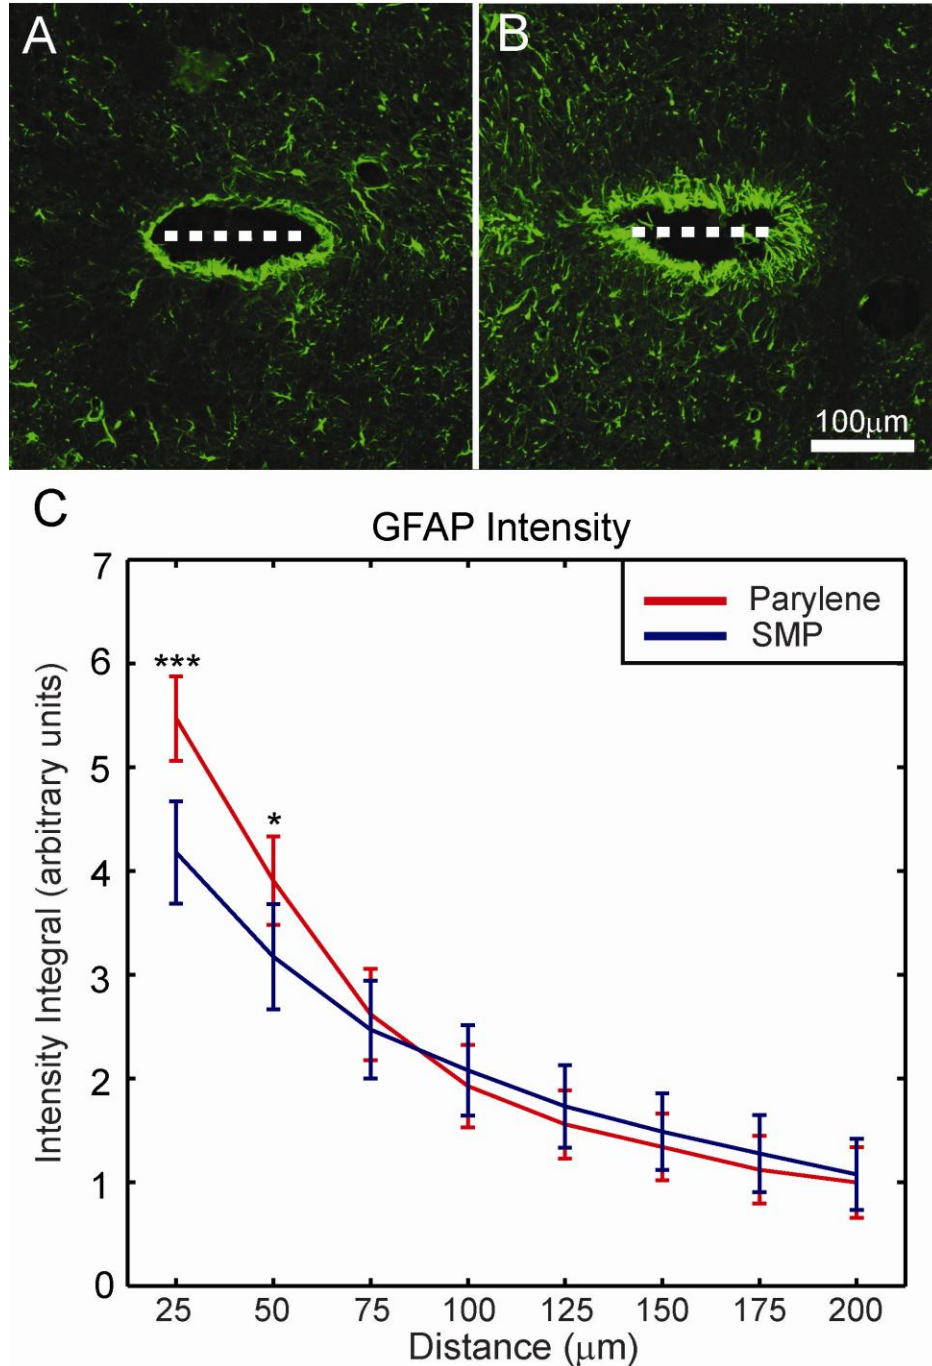 A
B
100μm
C
GFAP Intensity
Parylene
SMP
***
*
Intensity Integral (arbitrary units)
7
6
5
4
3
2
1
0
25 50 75 100 125 150 175 200
Distance (μm)